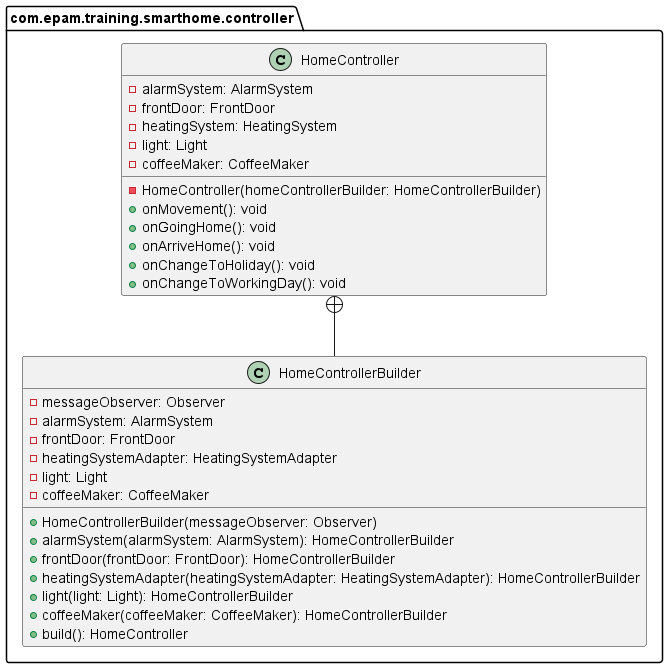 com.epam.training.smarthome.controller
C HomeController
alarmSystem: AlarmSystem
frontDoor: FrontDoor
heatingSystem: HeatingSystem
light: Light
coffeeMaker: CoffeeMaker
HomeController(homeControllerBuilder: HomeControllerBuilder)
onMovement(): void
onGoingHome(): void
onArriveHome(): void
onChangeToHoliday(): void
onChangeToWorkingDay(): void
C HomeControllerBuilder
messageObserver: Observer
alarmSystem: AlarmSystem
frontDoor: FrontDoor
heatingSystemAdapter: HeatingSystemAdapter
light: Light
coffeeMaker: CoffeeMaker
HomeControllerBuilder(messageObserver: Observer)
alarmSystem(alarmSystem: AlarmSystem): HomeControllerBuilder
frontDoor(frontDoor: FrontDoor): HomeControllerBuilder
heatingSystemAdapter(heatingSystemAdapter: HeatingSystemAdapter): HomeControllerBuilder
light(light: Light): HomeControllerBuilder
coffeeMaker(coffeeMaker: CoffeeMaker): HomeControllerBuilder
build(): HomeController